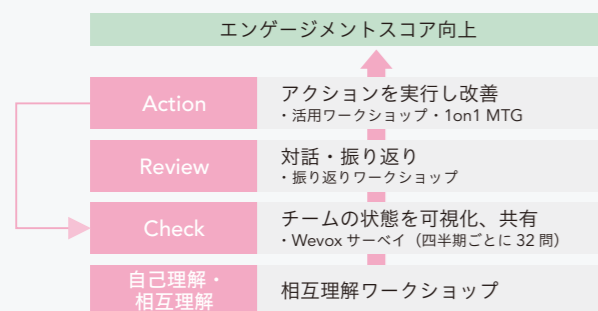 エンゲージメントスコア向上
Action
アクションを実行し改善
・活用ワークショップ・1on1 MTG
Review
対話・振り返り
・振り返りワークショップ
Check
チームの状態を可視化、共有
・Wevox サーベイ（四半期ごとに 32 問）
自己理解・
相互理解
相互理解ワークショップ